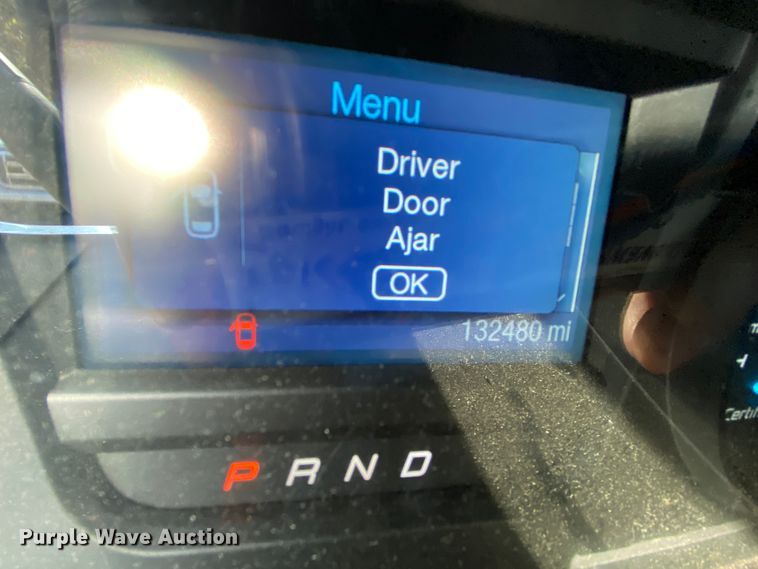 Menu
Driver
Door
Ajar
OK
132480 mi
P R N D
Purple Wave Auction